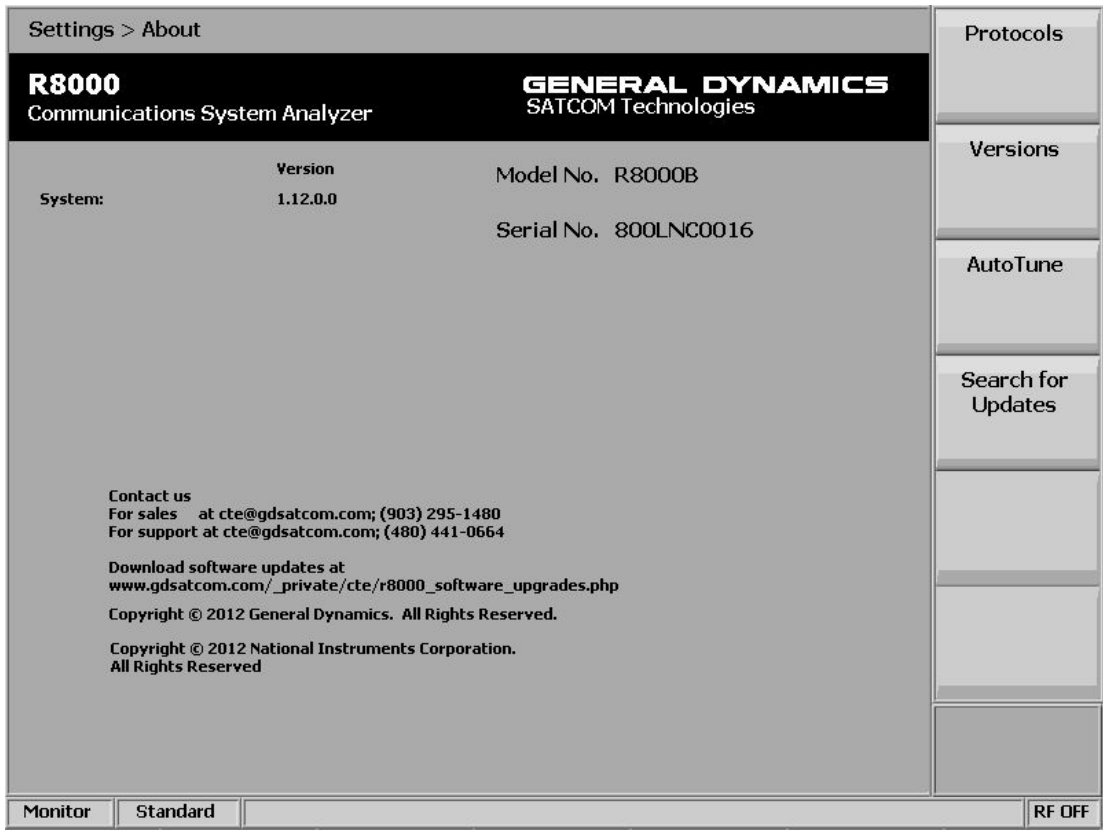 Settings > About
R8000
Communications System Analyzer
GENERAL DYNAMICS
SATCOM Technologies
Version
System: 1.12.0.0
Model No. R8000B
Serial No. 800LNC0016
Contact us
For sales at cte@gdsatcom.com; (903) 295-1480
For support at cte@gdsatcom.com; (480) 441-0664
Download software updates at
www.gdsatcom.com/_private/cte/r8000_software_upgrades.php
Copyright © 2012 General Dynamics. All Rights Reserved.
Copyright © 2012 National Instruments Corporation.
All Rights Reserved
Protocols
Versions
AutoTune
Search for
Updates
Monitor Standard RF OFF